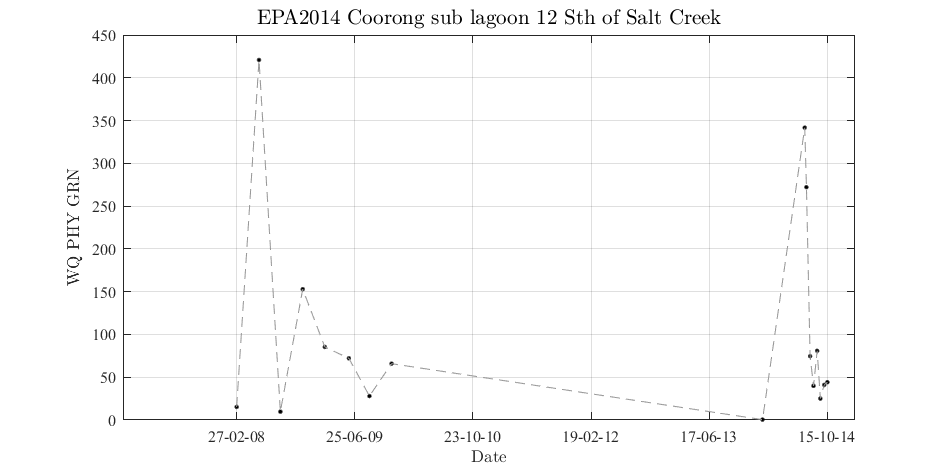 EPA2014 Coorong sub lagoon 12 Sth of Salt Creek
450
400
350
300
250
200
150
100
50
0
WQ PHY GRN
27-02-08 25-06-09 23-10-10 19-02-12 17-06-13 15-10-14
Date